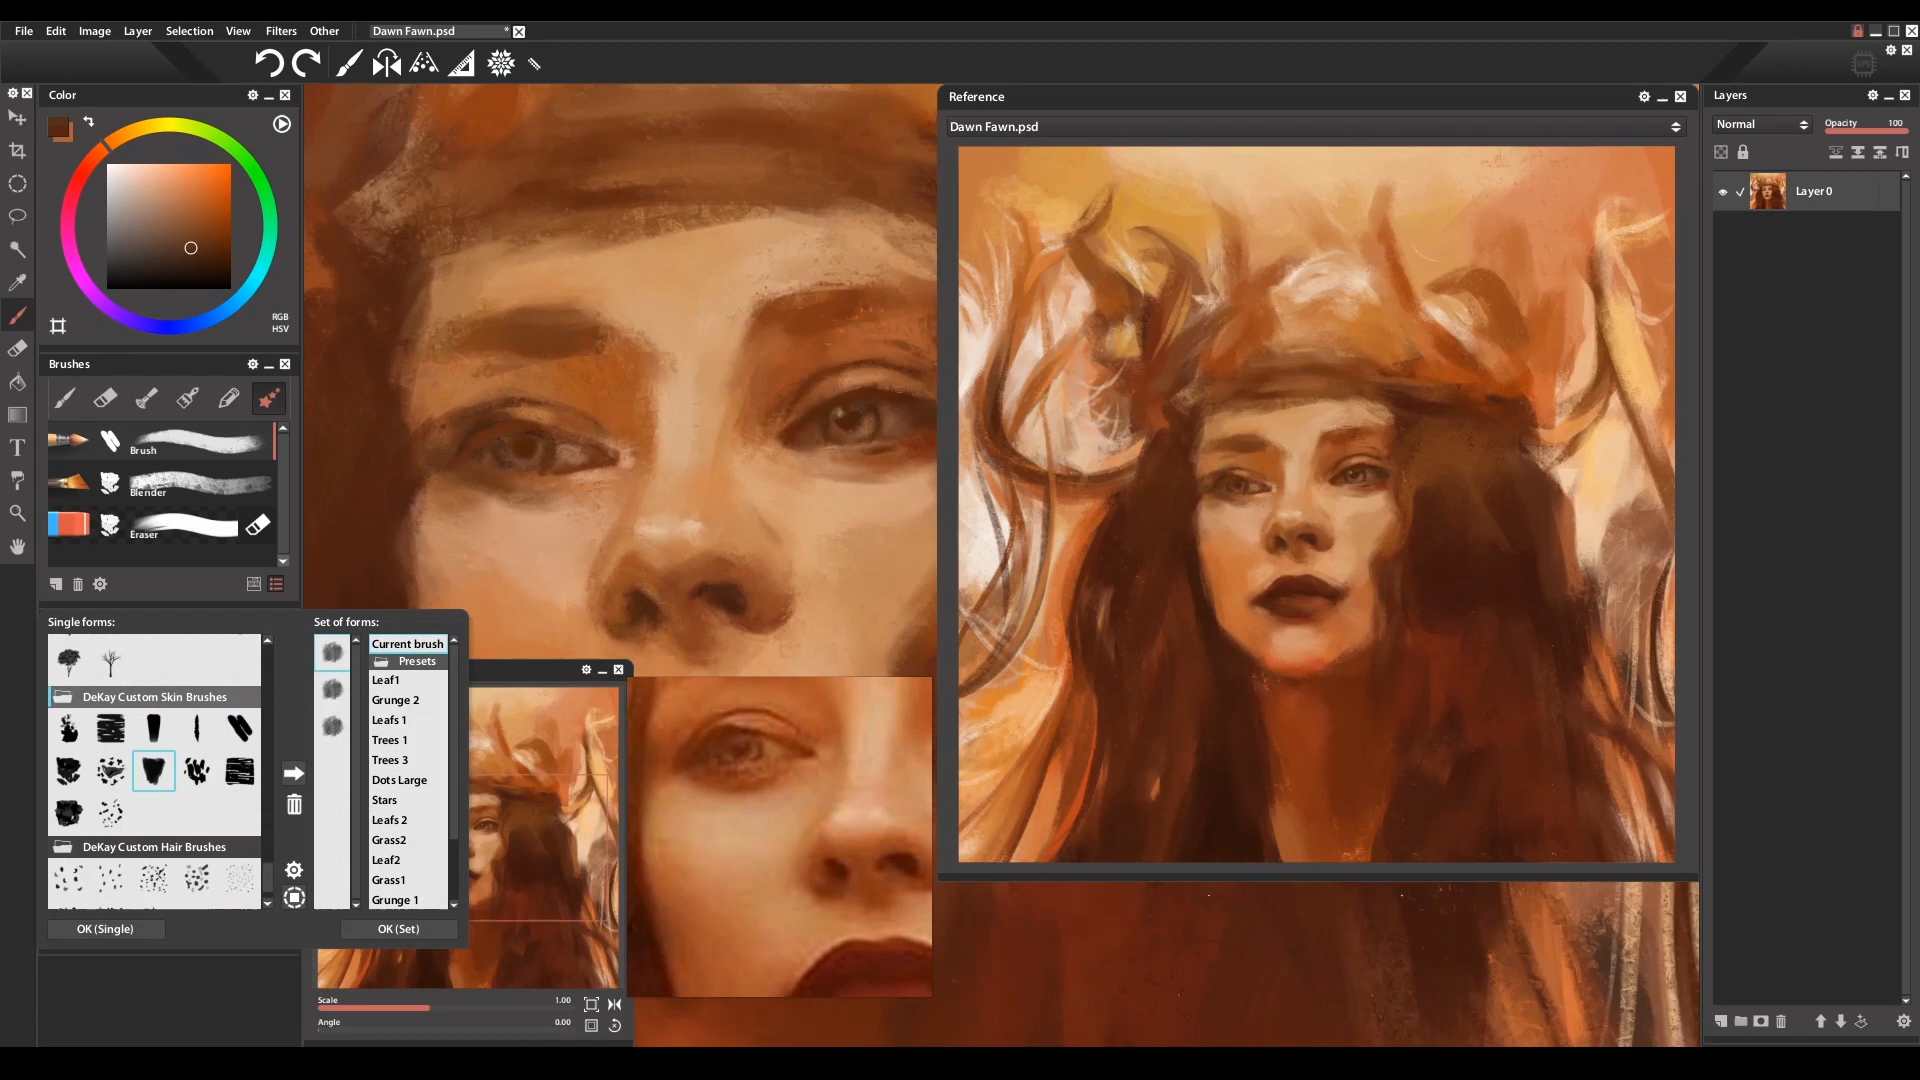 File Edit Image Layer Selection View Filters Other Dawn Fawn.psd *
Color
RGB
HSV
Brushes
Brush
Blender
Eraser
Single forms:
DeKay Custom Skin Brushes
DeKay Custom Hair Brushes
OK (Single)
Set of forms:
Current brush
Presets
Leaf1
Grunge 2
Leafs 1
Trees 1
Trees 3
Dots Large
Stars
Leafs 2
Grass2
Leaf2
Grass1
Grunge 1
OK (Set)
Scale 1.00
Angle 0.00
Reference
Dawn Fawn.psd
Layers
Normal Opacity 100
Layer 0